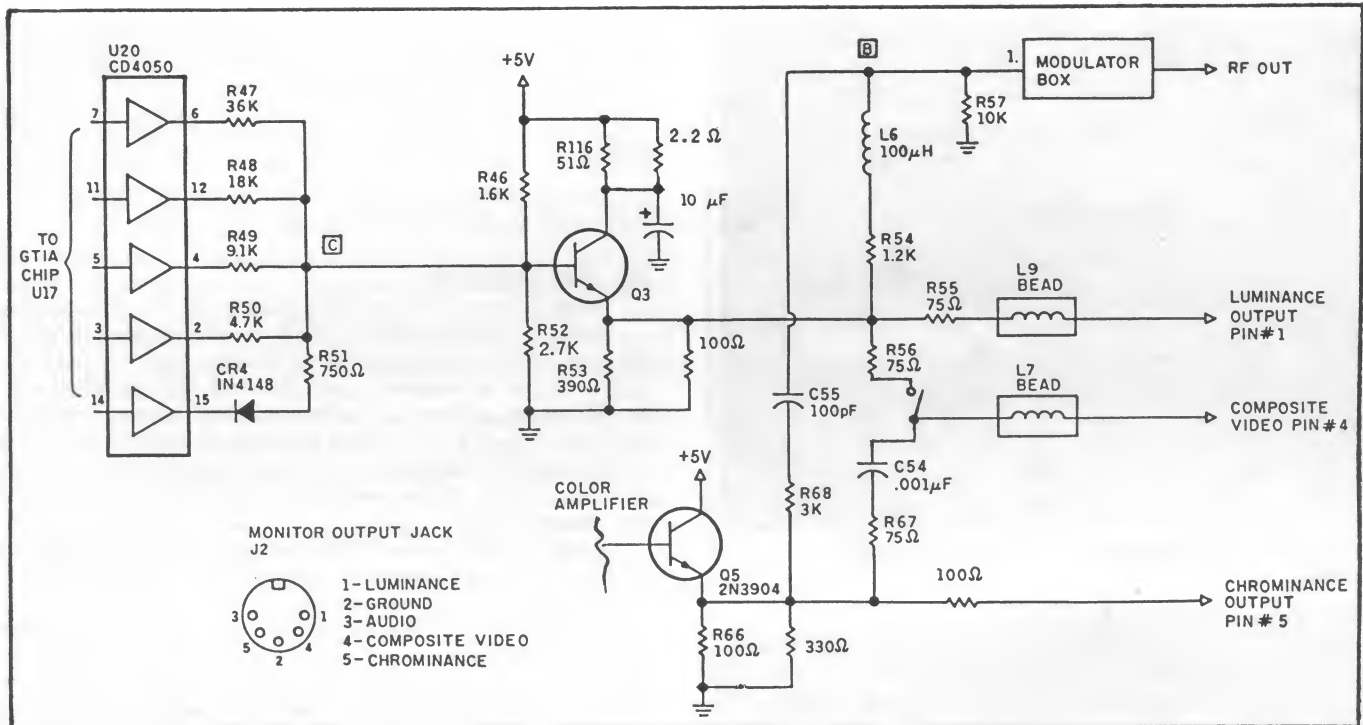 U20
CD4050
7
6
R47
36K
11
12
R48
18K
5
4
R49
9.1K
3
2
R50
4.7K
14
15
CR4
IN4148
R51
750Ω
TO
GTIA
CHIP
U17
C
+5V
R46
1.6K
R116
51Ω
2.2 Ω
10 µF
+
Q3
R52
2.7K
R53
390Ω
100Ω
B
1.
MODULATOR
BOX
RF OUT
R57
10K
L6
100µH
R54
1.2K
R55
75Ω
L9
BEAD
LUMINANCE
OUTPUT
PIN#1
R56
75Ω
L7
BEAD
COMPOSITE
VIDEO PIN #4
C55
100pF
C54
.001µF
R68
3K
R67
75Ω
+5V
COLOR
AMPLIFIER
Q5
2N3904
100Ω
CHROMINANCE
OUTPUT
PIN #5
R66
100Ω
330Ω
MONITOR OUTPUT JACK
J2
3
5
2
4
1
1-LUMINANCE
2-GROUND
3-AUDIO
4-COMPOSITE VIDEO
5-CHROMINANCE